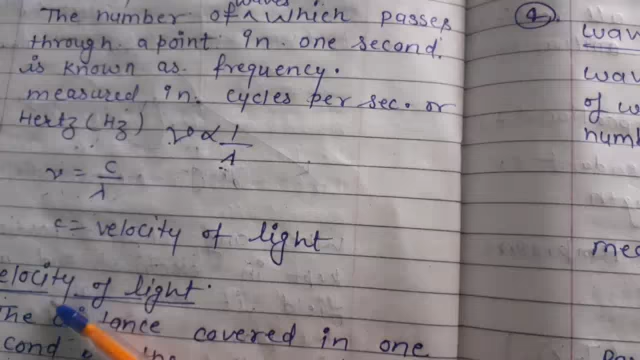 waves
The number of ∧ which passes
through a point in one second.
is known as frequency.
measured in cycles per sec. or
Hertz (Hz) ν ∝ 1/λ
ν = c/λ
c = velocity of light
elocity of light
The distance covered in one
cond
4.
wav
wav
of w
numb
mea